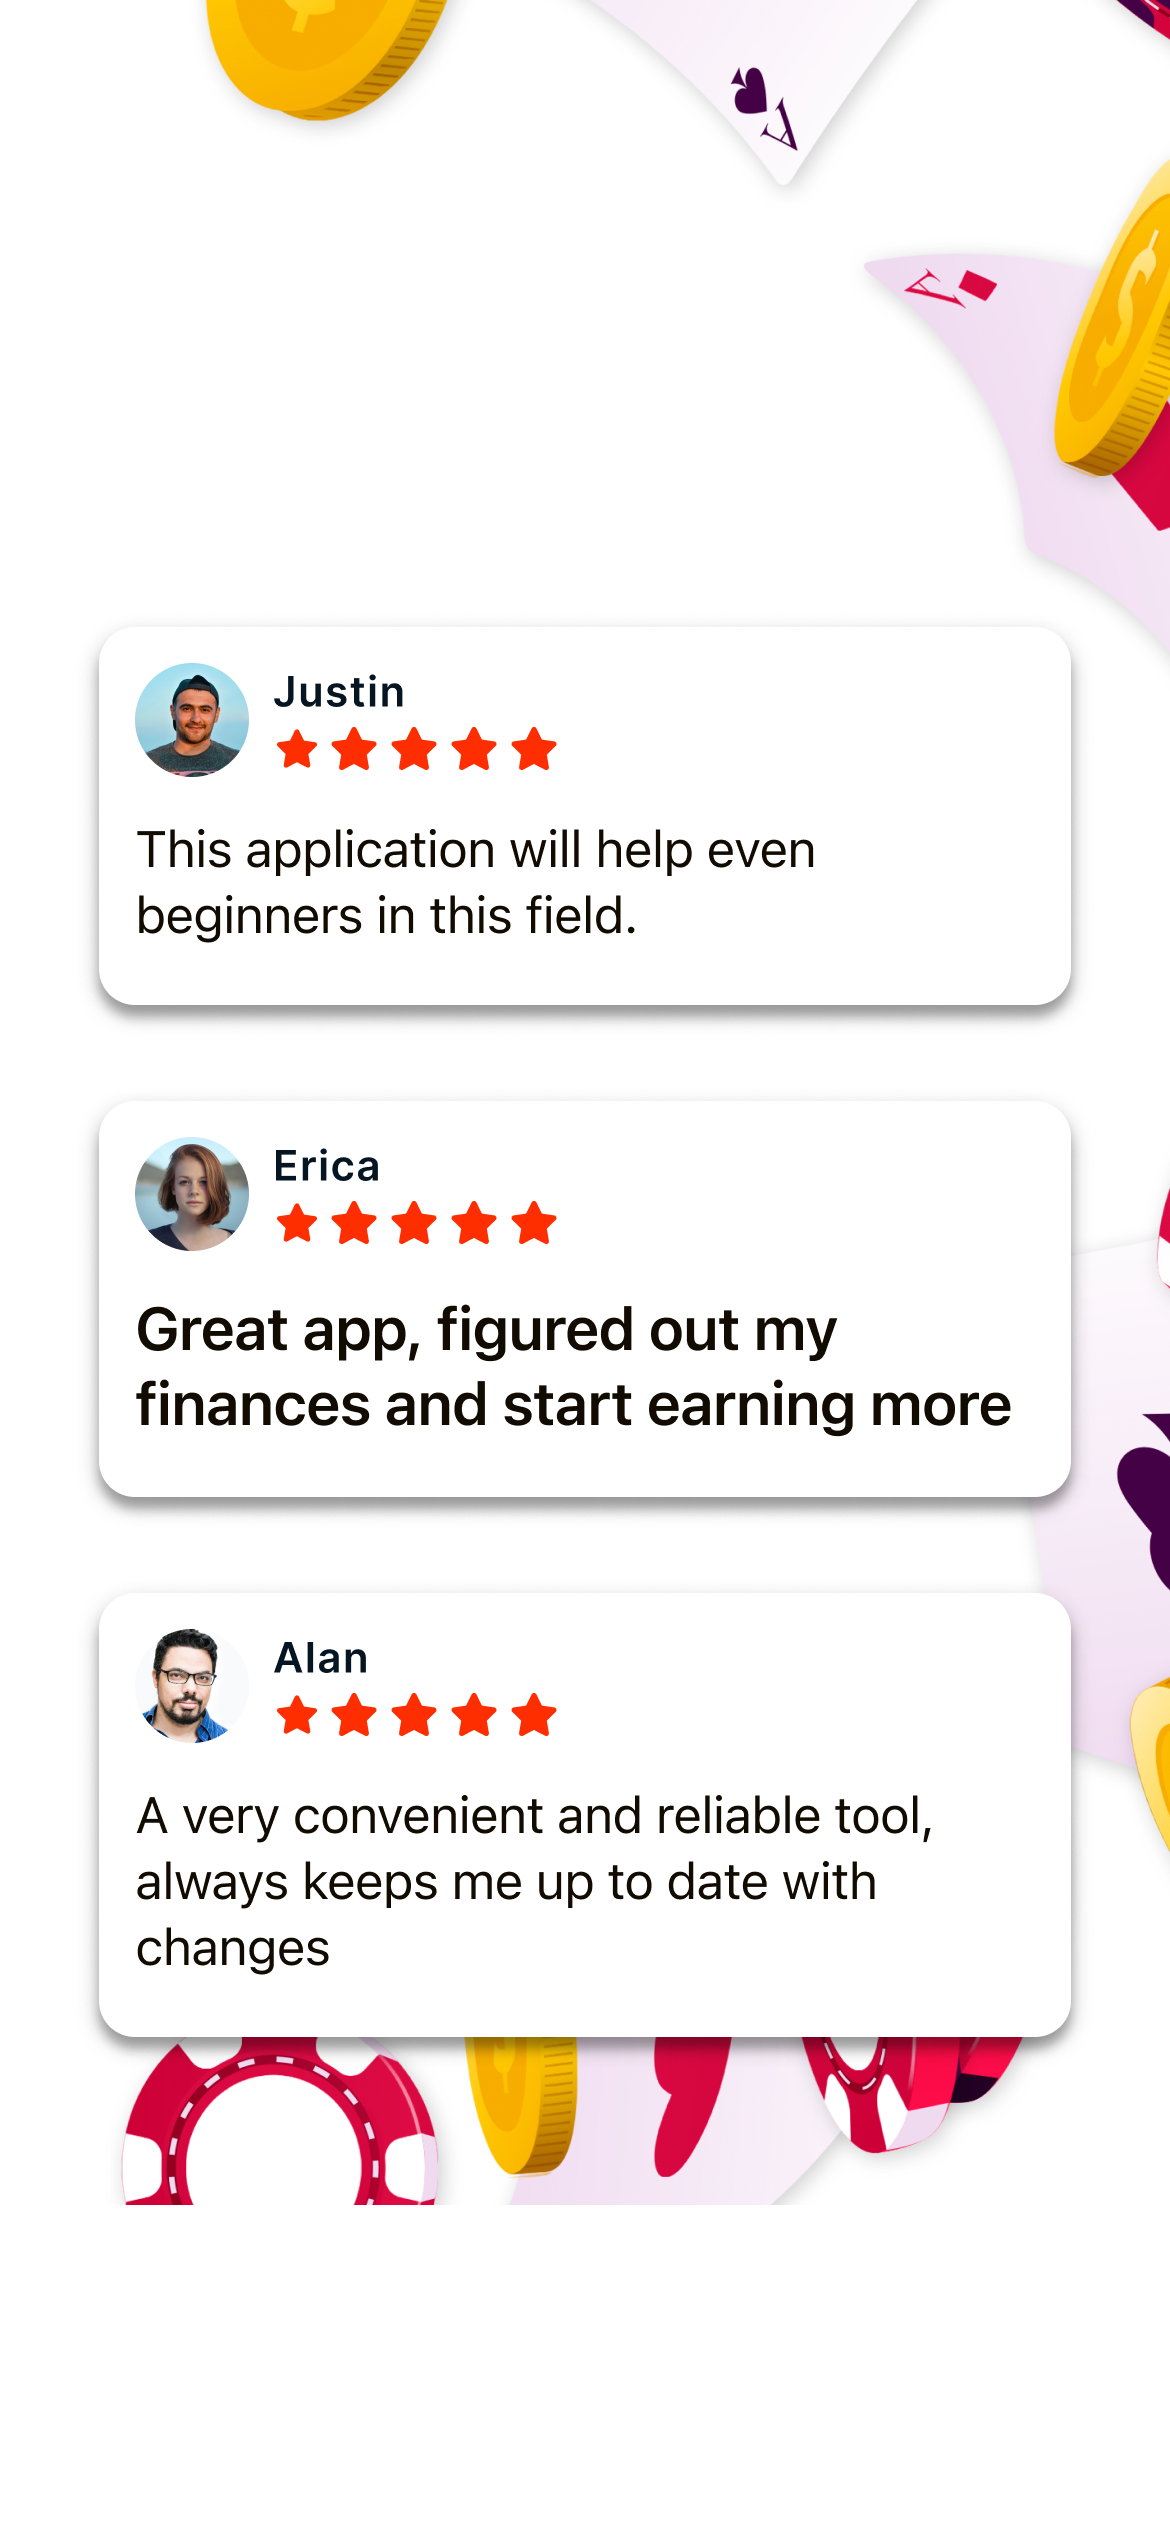 A
A
Justin
This application will help even
beginners in this field.
Erica
Great app, figured out my
finances and start earning more
Alan
A very convenient and reliable tool,
always keeps me up to date with
changes